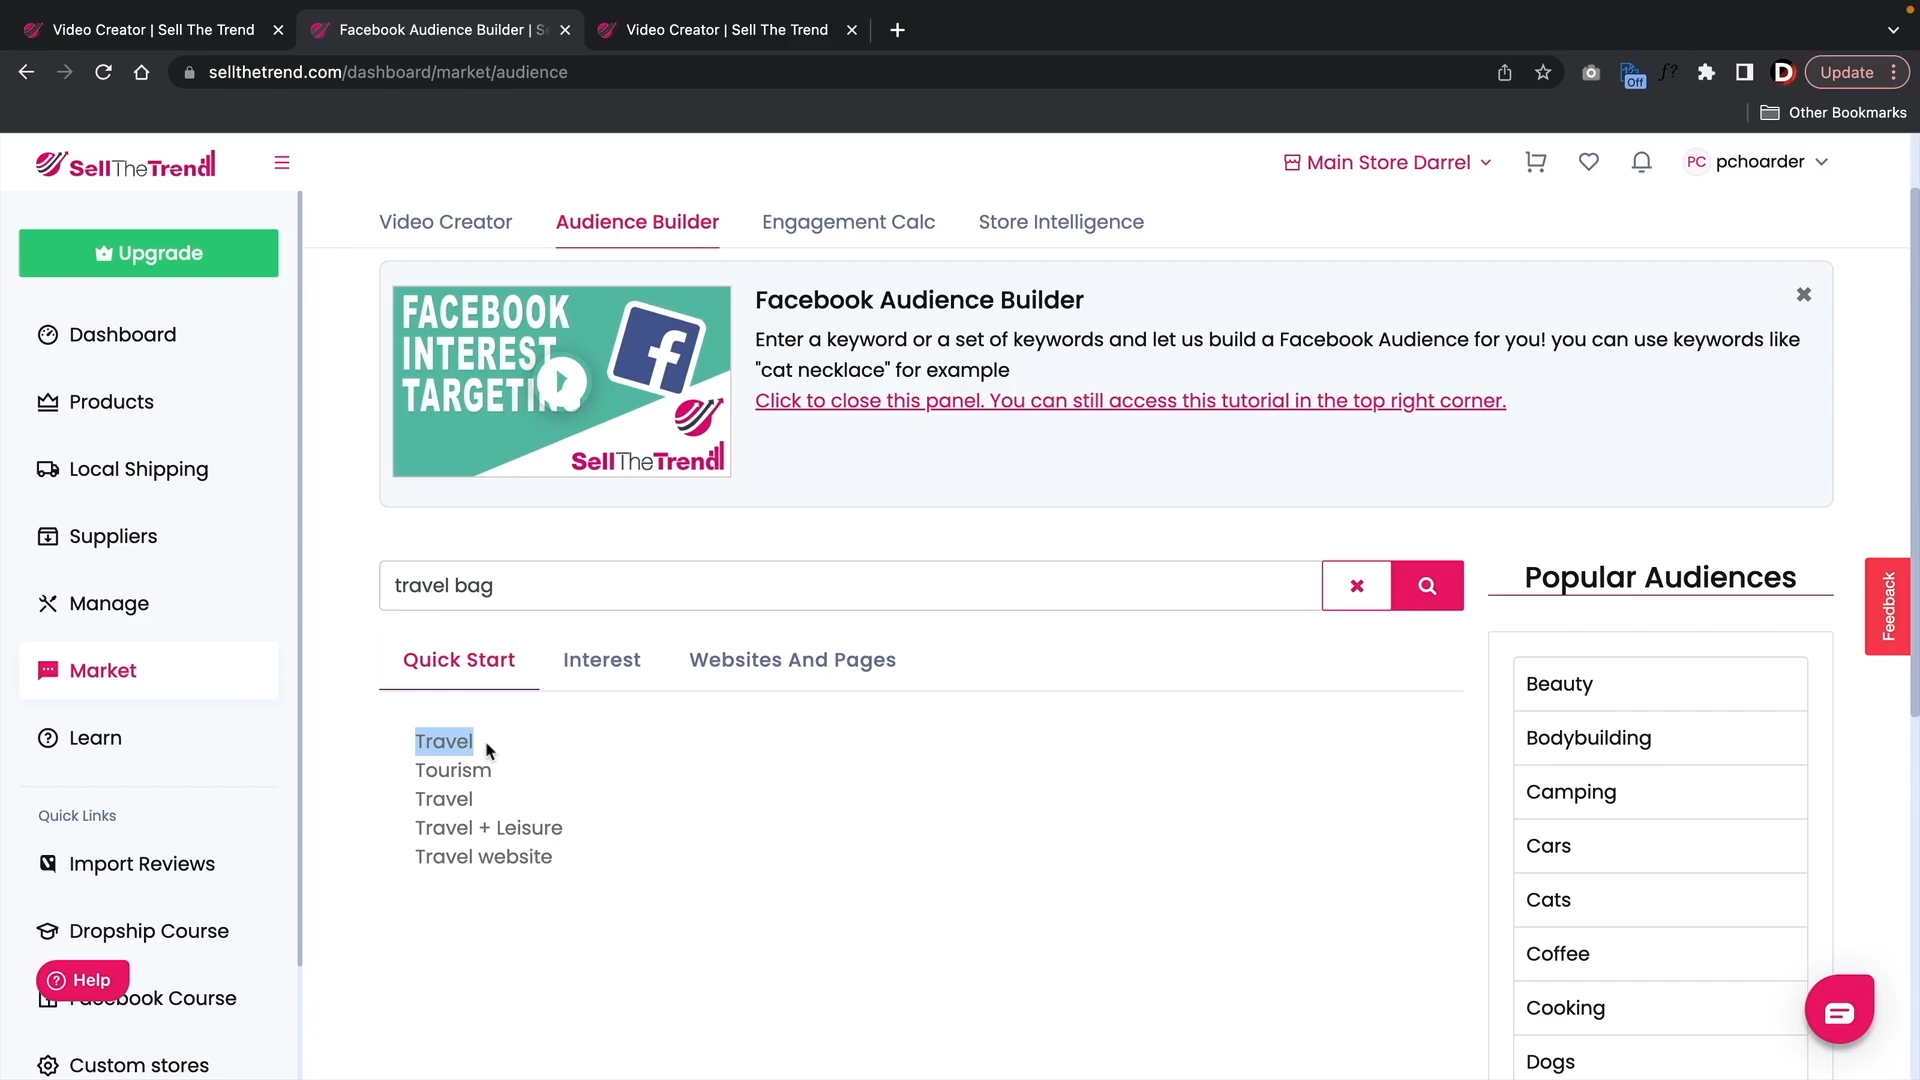 Video Creator | Sell The Trend
Facebook Audience Builder | S
Video Creator | Sell The Trend
sellthetrend.com/dashboard/market/audience
Off
f?
D
Update
Other Bookmarks
SellTheTrend
Main Store Darrel
PC
pchoarder
Upgrade
Dashboard
Products
Local Shipping
Suppliers
Manage
Market
Learn
Quick Links
Import Reviews
Dropship Course
Help
Facebook Course
Custom stores
Video Creator
Audience Builder
Engagement Calc
Store Intelligence
FACEBOOK
INTEREST
TARGETING
SellTheTrend
Facebook Audience Builder
Enter a keyword or a set of keywords and let us build a Facebook Audience for you! you can use keywords like
"cat necklace" for example
Click to close this panel. You can still access this tutorial in the top right corner.
travel bag
Quick Start
Interest
Websites And Pages
Travel
Tourism
Travel
Travel + Leisure
Travel website
Popular Audiences
Beauty
Bodybuilding
Camping
Cars
Cats
Coffee
Cooking
Dogs
Feedback